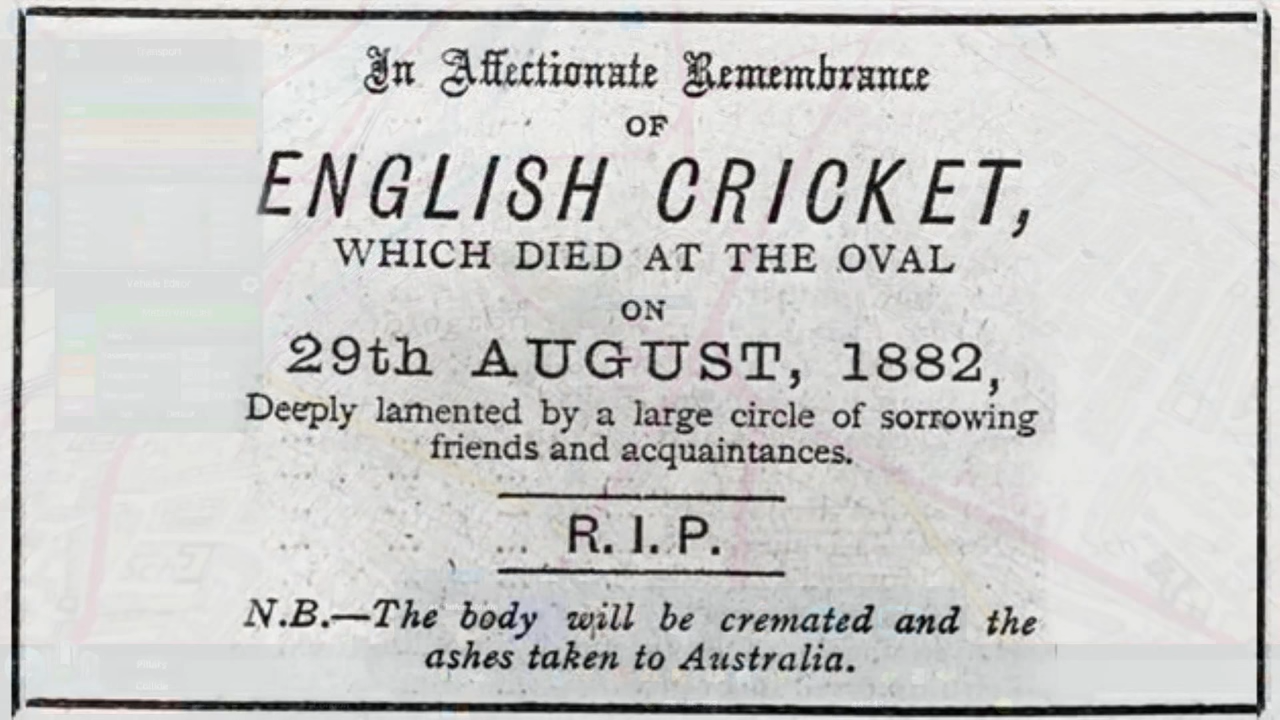 In Affectionate Remembrance
OF
ENGLISH CRICKET,
WHICH DIED AT THE OVAL
ON
29th AUGUST, 1882,
Deeply lamented by a large circle of sorrowing
friends and acquaintances.
R. I. P.
N.B.—The body will be cremated and the
ashes taken to Australia.